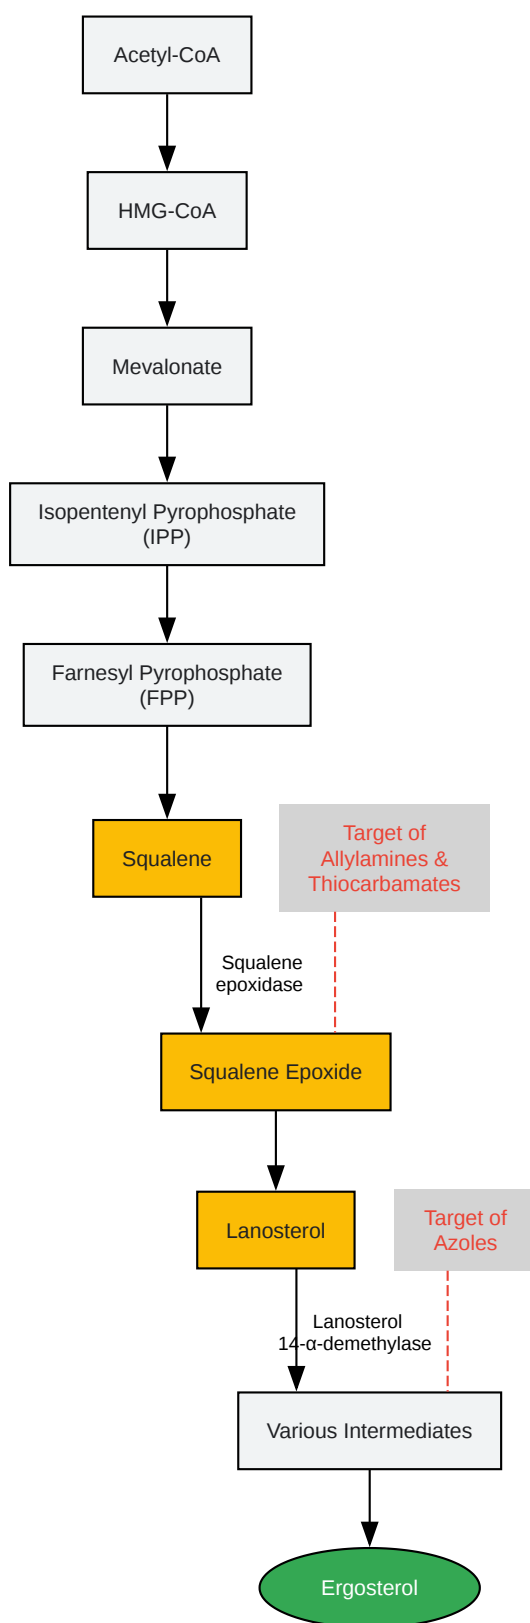 Acetyl-CoA
HMG-CoA
Mevalonate
Isopentenyl Pyrophosphate
(IPP)
Farnesyl Pyrophosphate
(FPP)
Squalene
Target of
Allylamines &
Thiocarbamates
Squalene
epoxidase
Squalene Epoxide
Lanosterol
Target of
Azoles
Lanosterol
14-α-demethylase
Various Intermediates
Ergosterol